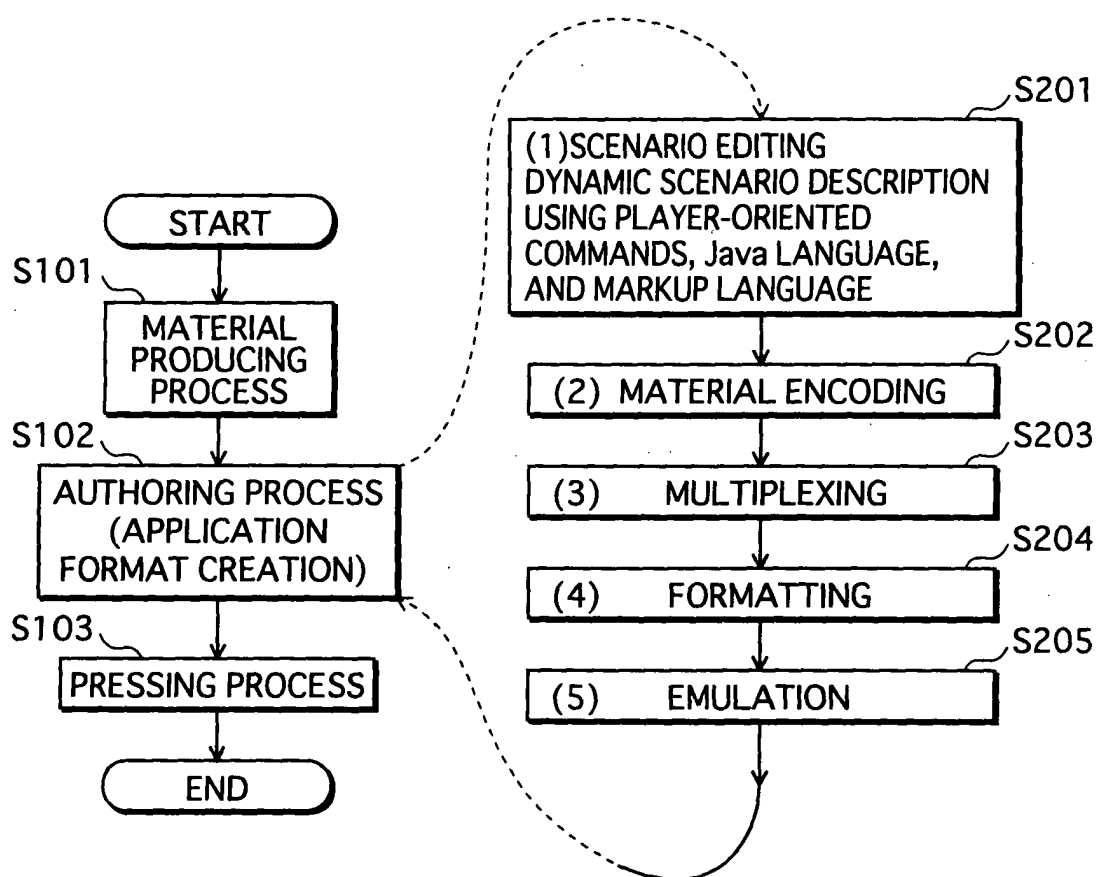 START
S101
MATERIAL
PRODUCING
PROCESS
S102
AUTHORING PROCESS
(APPLICATION
FORMAT CREATION)
S103
PRESSING PROCESS
END
S201
(1)SCENARIO EDITING
DYNAMIC SCENARIO DESCRIPTION
USING PLAYER-ORIENTED
COMMANDS, Java LANGUAGE,
AND MARKUP LANGUAGE
S202
(2) MATERIAL ENCODING
S203
(3) MULTIPLEXING
S204
(4) FORMATTING
S205
(5) EMULATION